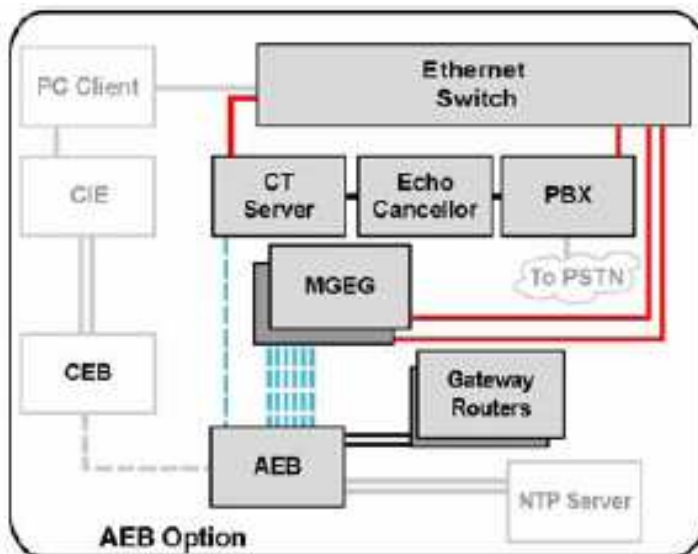 Ethernet
Switch
PC Client
CIE
CT
Server
Echo
Cancellor
PBX
To PSTN
MGEG
CEB
Gateway
Routers
AEB
NTP Server
AEB Option